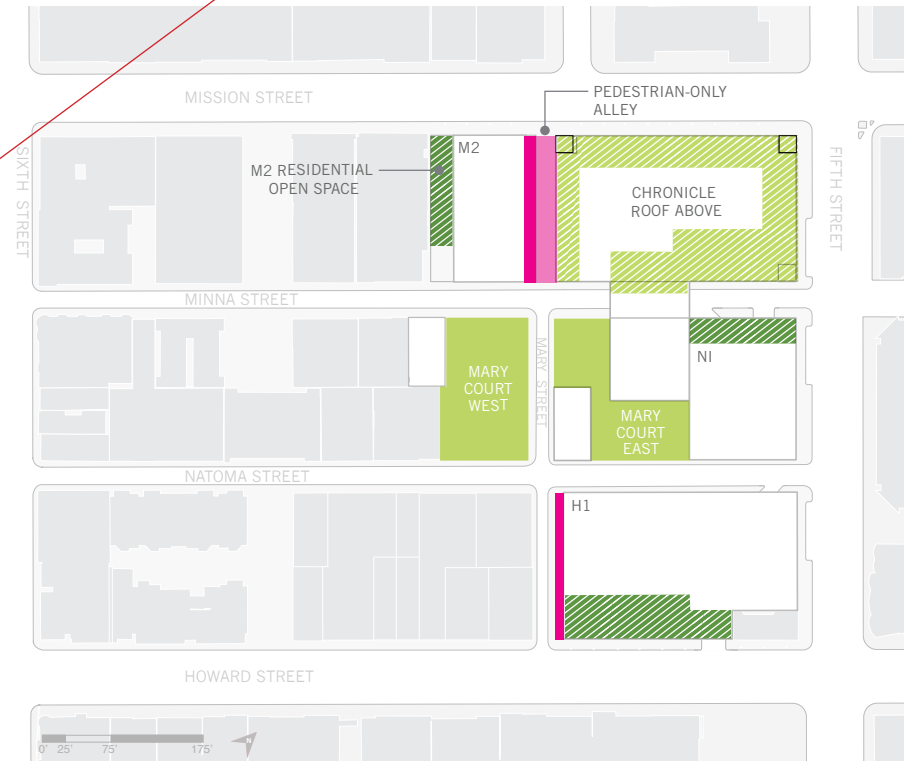 MISSION STREET
PEDESTRIAN-ONLY
ALLEY
SIXTH STREET
M2 RESIDENTIAL
OPEN SPACE
M2
CHRONICLE
ROOF ABOVE
FIFTH STREET
MINNA STREET
MARY
COURT
WEST
MARY STREET
N1
MARY
COURT
EAST
NATOMA STREET
H1
HOWARD STREET
0' 25' 75' 175'
N